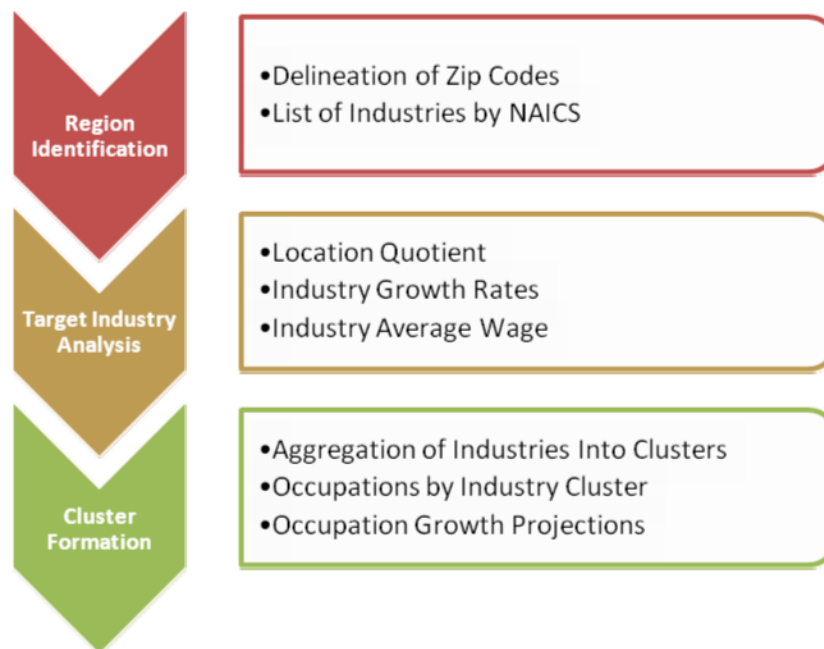 Region
Identification
•Delineation of Zip Codes
•List of Industries by NAICS
Target Industry
Analysis
•Location Quotient
•Industry Growth Rates
•Industry Average Wage
Cluster
Formation
•Aggregation of Industries Into Clusters
•Occupations by Industry Cluster
•Occupation Growth Projections